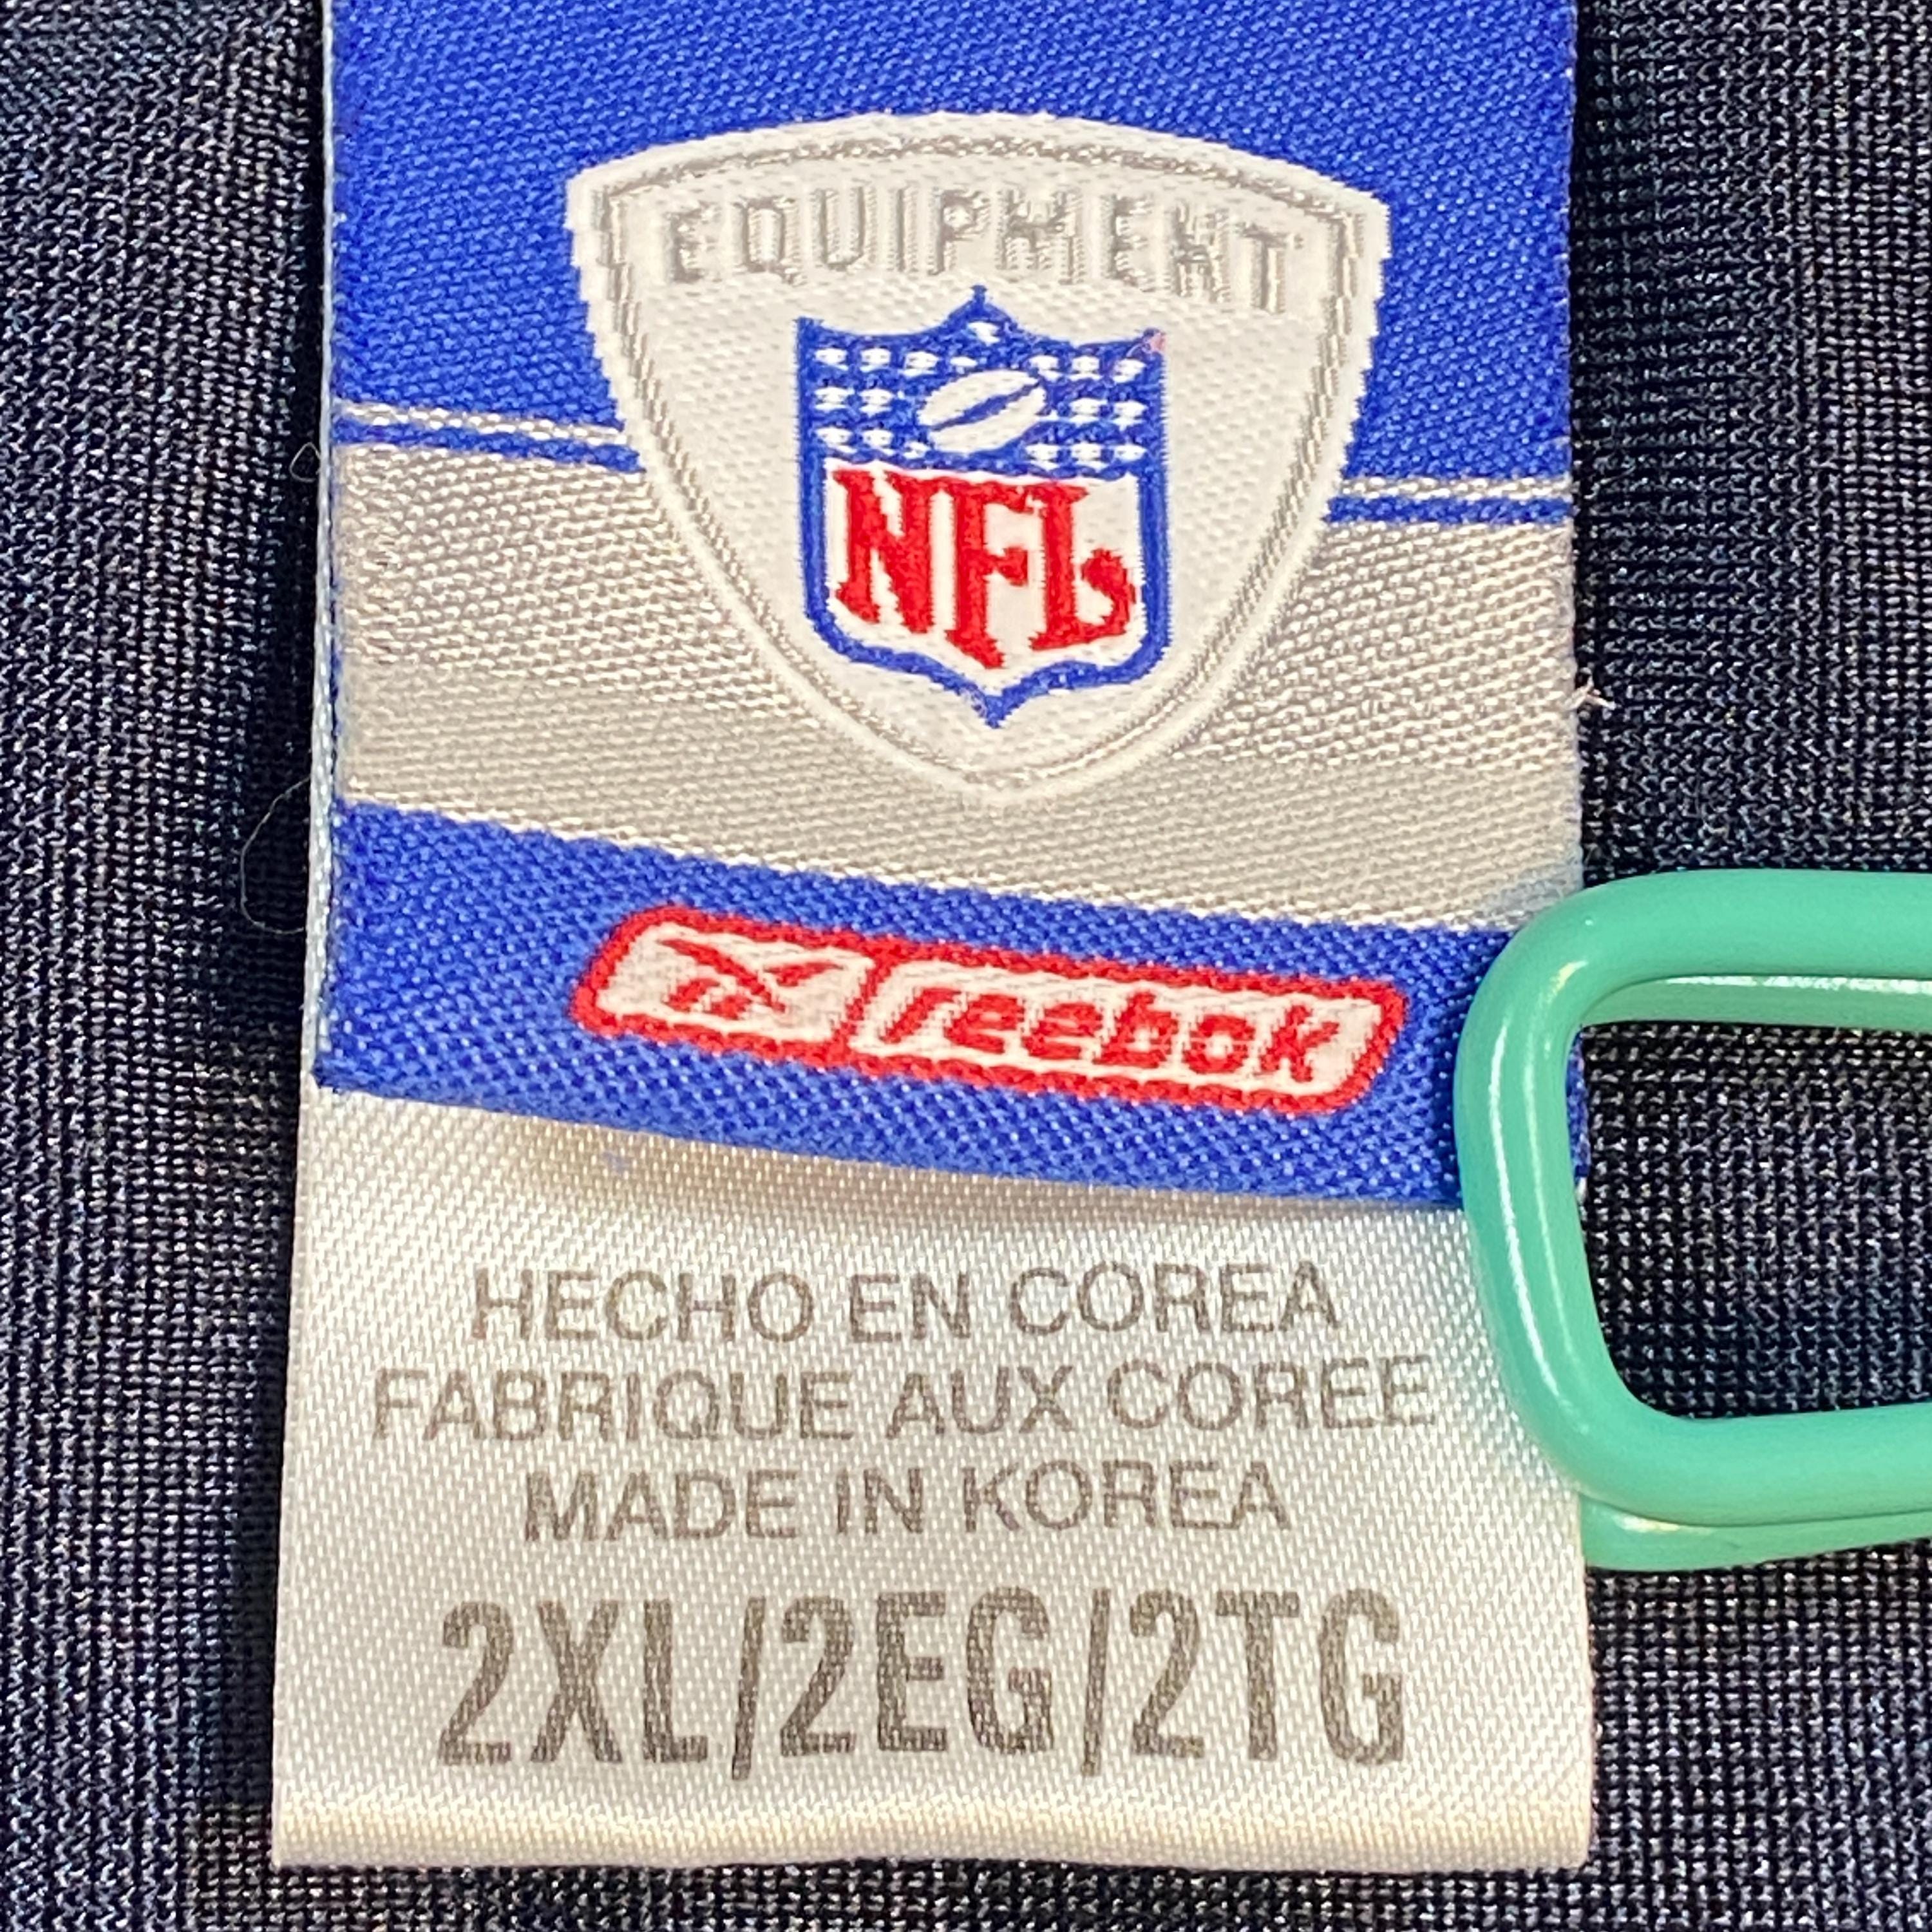 EQUIPMENT
NFL
reebok
HECHO EN COREA
FABRIQUE AUX COREE
MADE IN KOREA
2XL/2EG/2TG